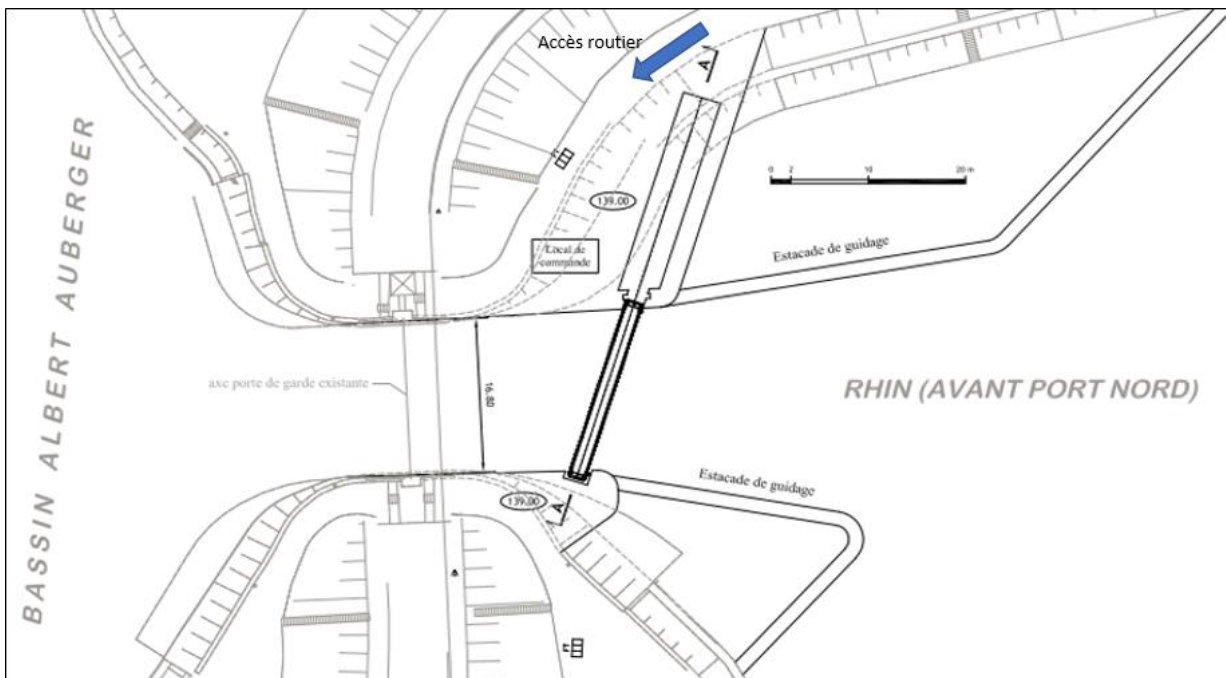 Accès routier
A
139.00
0 2 10 20 m
Local de
commande
Estacade de guidage
BASSIN ALBERT AUBERGER
axe porte de garde existante
16.80
RHIN (AVANT PORT NORD)
Estacade de guidage
139.00
A